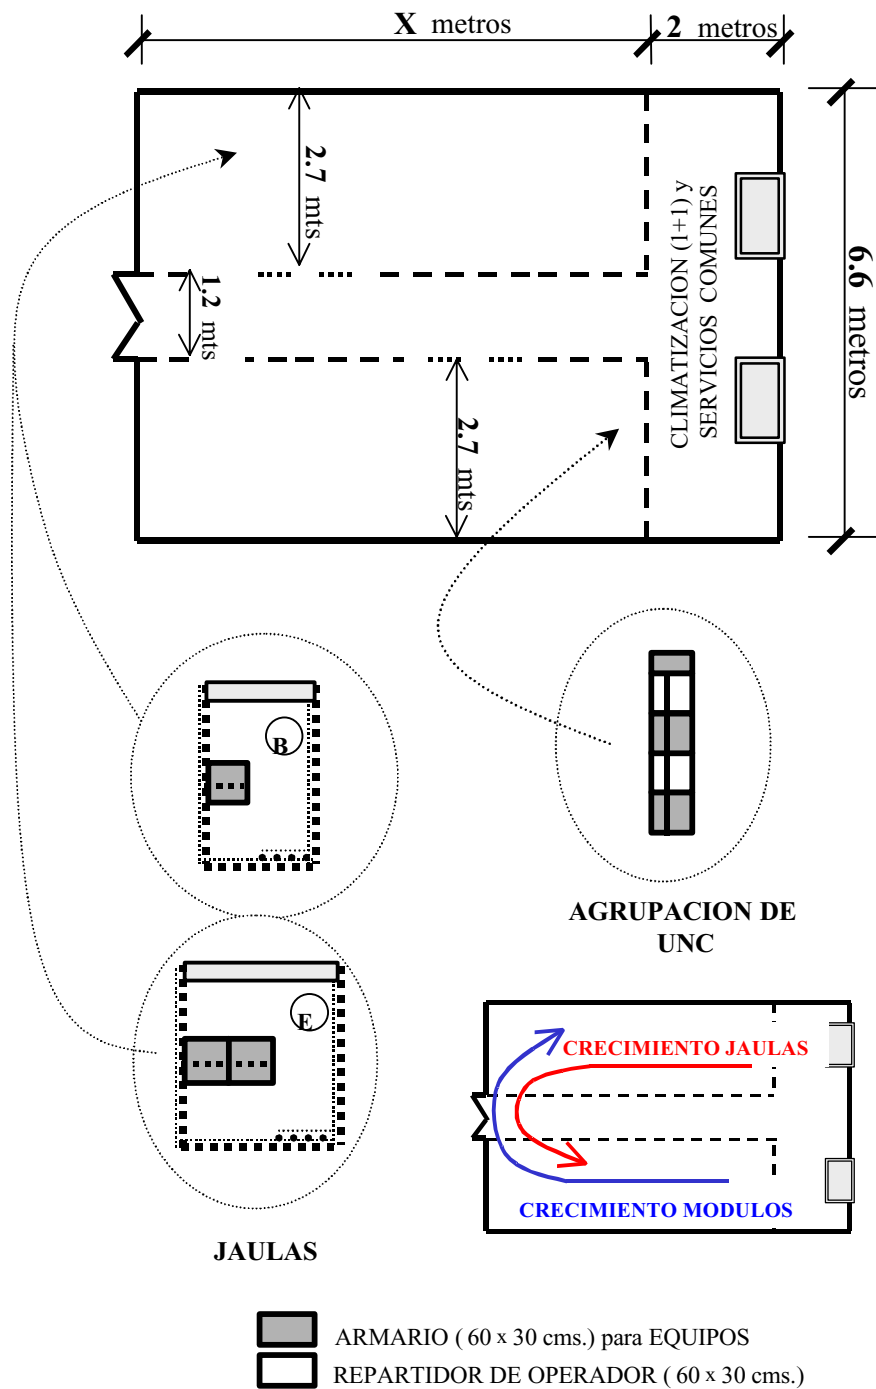 X metros
2 metros
2.7 mts
1.2 mts
2.7 mts
CLIMATIZACION (1+1) y
SERVICIOS COMUNES
6.6 metros
B
E
JAULAS
AGRUPACION DE
UNC
CRECIMIENTO JAULAS
CRECIMIENTO MODULOS
ARMARIO ( 60 x 30 cms.) para EQUIPOS
REPARTIDOR DE OPERADOR ( 60 x 30 cms.)